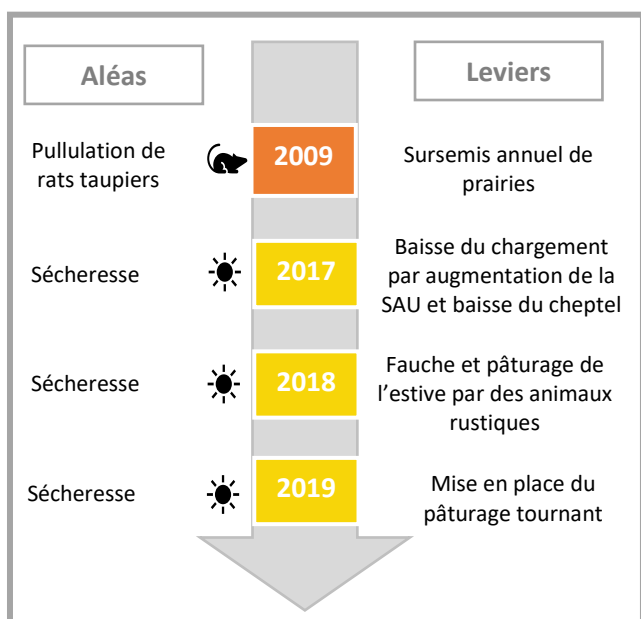 Aléas
Leviers
Pullulation de
rats taupiers
2009
Sursemis annuel de
prairies
Sécheresse
2017
Baisse du chargement
par augmentation de la
SAU et baisse du cheptel
Sécheresse
2018
Fauche et pâturage de
l’estive par des animaux
rustiques
Sécheresse
2019
Mise en place du
pâturage tournant